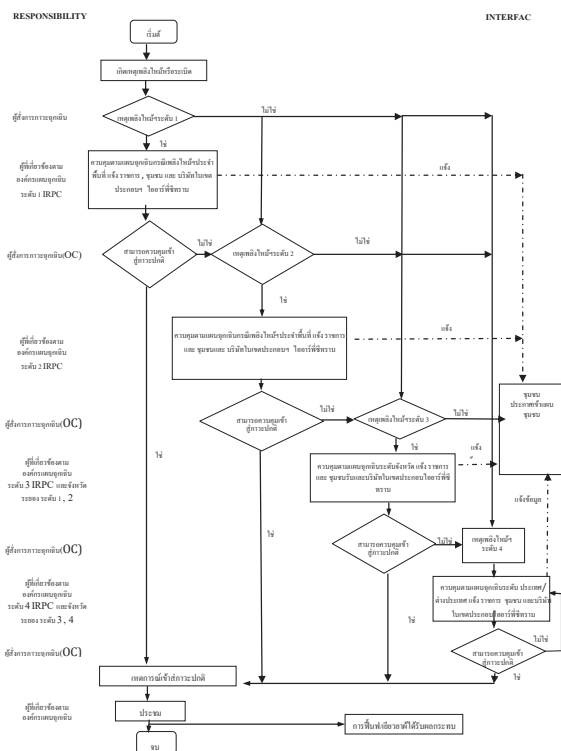 RESPONSIBILITY
INTERFAC
เริ่มต้
เกิดเหตุเพลิงไหม้หรือระเบิด
ผู้สั่งการภาวะฉุกเฉิน
เหตุเพลิงไหม้ฯระดับ 1
ไม่ใช่
ใช่
ผู้ที่เกี่ยวข้องตาม
องค์กรแผนฉุกเฉิน
ระดับ 1 IRPC
ควบคุมตามแผนฉุกเฉินกรณีเพลิงไหม้ฯประจำ
พื้นที่ แจ้ง ราชการ , ชุมชน และ บริษัทในเขต
ประกอบฯ ไออาร์พีซีทราบ
แจ้ง
ผู้สั่งการภาวะฉุกเฉิน(OC)
สามารถควบคุมเข้า
สู่ภาวะปกติ
ไม่ใช่
เหตุเพลิงไหม้ฯระดับ 2
ไม่ใช่
ใช่
ผู้ที่เกี่ยวข้องตาม
องค์กรแผนฉุกเฉิน
ระดับ 2 IRPC
ควบคุมตามแผนฉุกเฉินกรณีเพลิงไหม้ฯประจำพื้นที่ แจ้ง ราชการ
และ ชุมชนและ บริษัทในเขตประกอบฯ ไออาร์พีซีทราบ
แจ้ง
ชุมชน
ประกาศเข้าแผน
ชุมชน
ผู้สั่งการภาวะฉุกเฉิน(OC)
สามารถควบคุมเข้า
สู่ภาวะปกติ
ไม่ใช่
เหตุเพลิงไหม้ฯระดับ 3
ไม่ใช่
ใช่
ใช่
ผู้ที่เกี่ยวข้องตาม
องค์กรแผนฉุกเฉิน
ระดับ 3 IRPC และจังหวัด
ระยอง ระดับ 1 , 2
ควบคุมตามแผนฉุกเฉินระดับจังหวัด แจ้ง ราชการ
และ ชุมชนรับและบริษัทในเขตประกอบไออาร์พีซี
ทราบ
แจ้ง
แจ้งข้อมูล
ผู้สั่งการภาวะฉุกเฉิน(OC)
สามารถควบคุมเข้า
สู่ภาวะปกติ
ไม่ใช่
เหตุเพลิงไหม้ฯ
ระดับ 4
ใช่
ผู้ที่เกี่ยวข้องตาม
องค์กรแผนฉุกเฉิน
ระดับ 4 IRPC และจังหวัด
ระยอง ระดับ 3 , 4
ควบคุมตามแผนฉุกเฉินระดับ ประเทศ/
ต่างประเทศ แจ้ง ราชการ ชุมชน และบริษัท
ในเขตประกอบไออาร์พีซีทราบ
ใช่
ผู้สั่งการภาวะฉุกเฉิน(OC)
สามารถควบคุมเข้า
สู่ภาวะปกติ
ไม่ใช่
ใช่
เหตการณ์เข้าสู่ภาวะปกติ
ผู้ที่เกี่ยวข้องตาม
องค์กรแผนฉุกเฉิน
ประชม
การฟื้นฟู/เยียวยาผู้ได้รับผลกระทบ
จบ